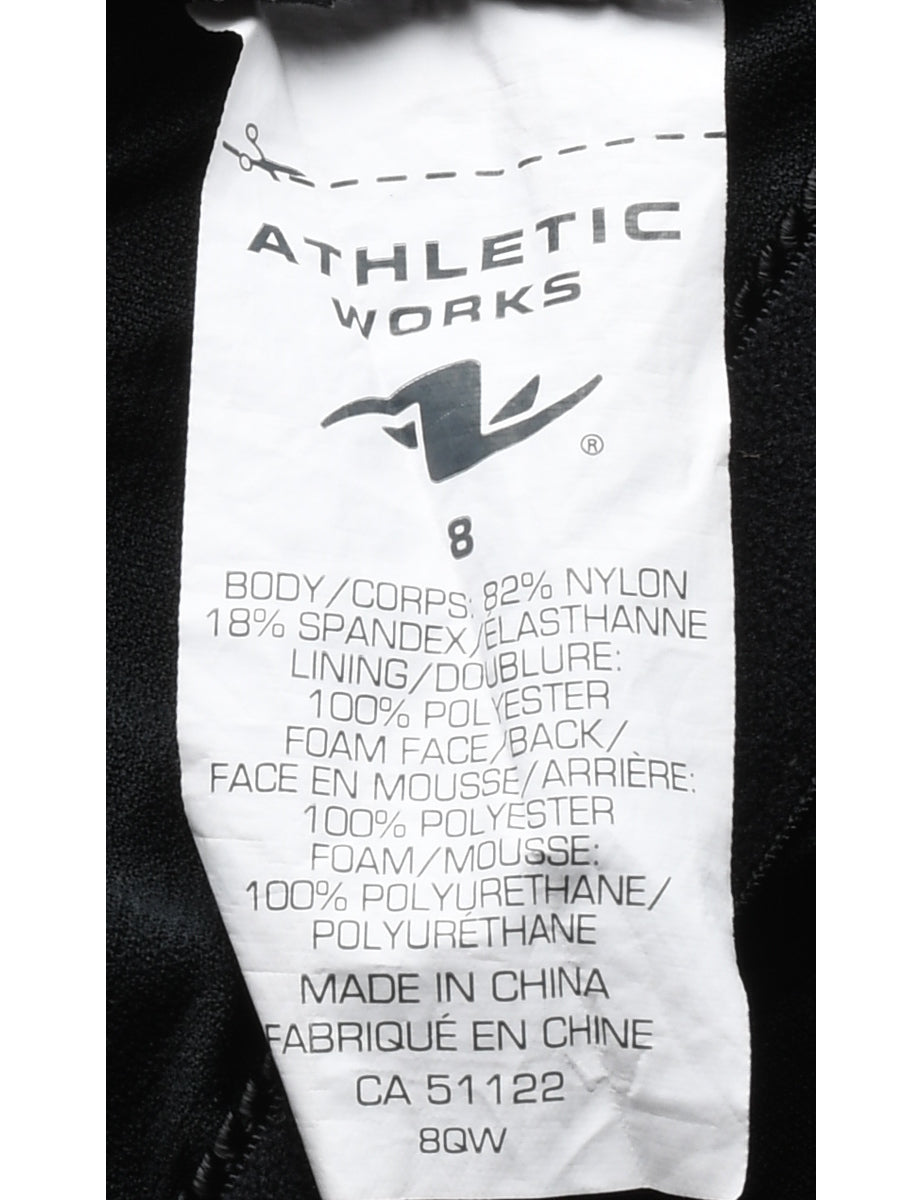 ATHLETIC
WORKS
®
8
BODY/CORPS: 82% NYLON
18% SPANDEX/ÉLASTHANNE
LINING/DOUBLURE:
100% POLYESTER
FOAM FACE/BACK/
FACE EN MOUSSE/ARRIÈRE:
100% POLYESTER
FOAM/MOUSSE:
100% POLYURETHANE/
POLYURÉTHANE
MADE IN CHINA
FABRIQUÉ EN CHINE
CA 51122
8QW